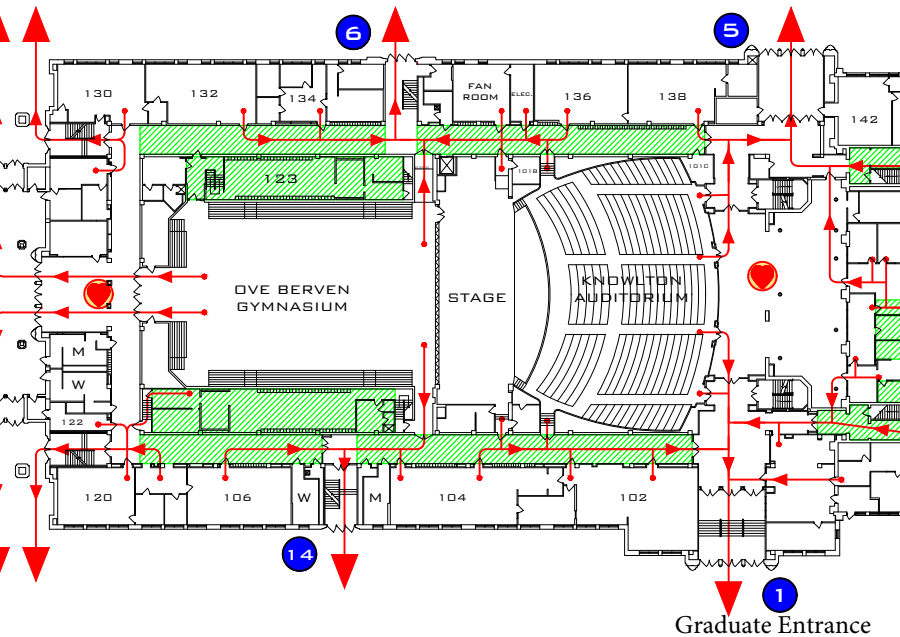 6
5
130
132
134
FAN
ROOM
ELEC.
136
138
142
123
101B
101C
OVE BERVEN
GYMNASIUM
STAGE
KNOWLTON
AUDITORIUM
M
W
122
120
106
W
M
104
102
14
1
Graduate Entrance